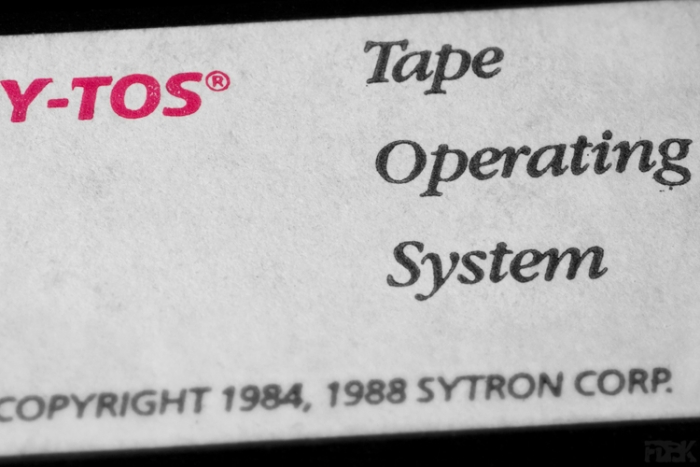 Y-TOS®
Tape
Operating
System
COPYRIGHT 1984, 1988 SYTRON CORP.